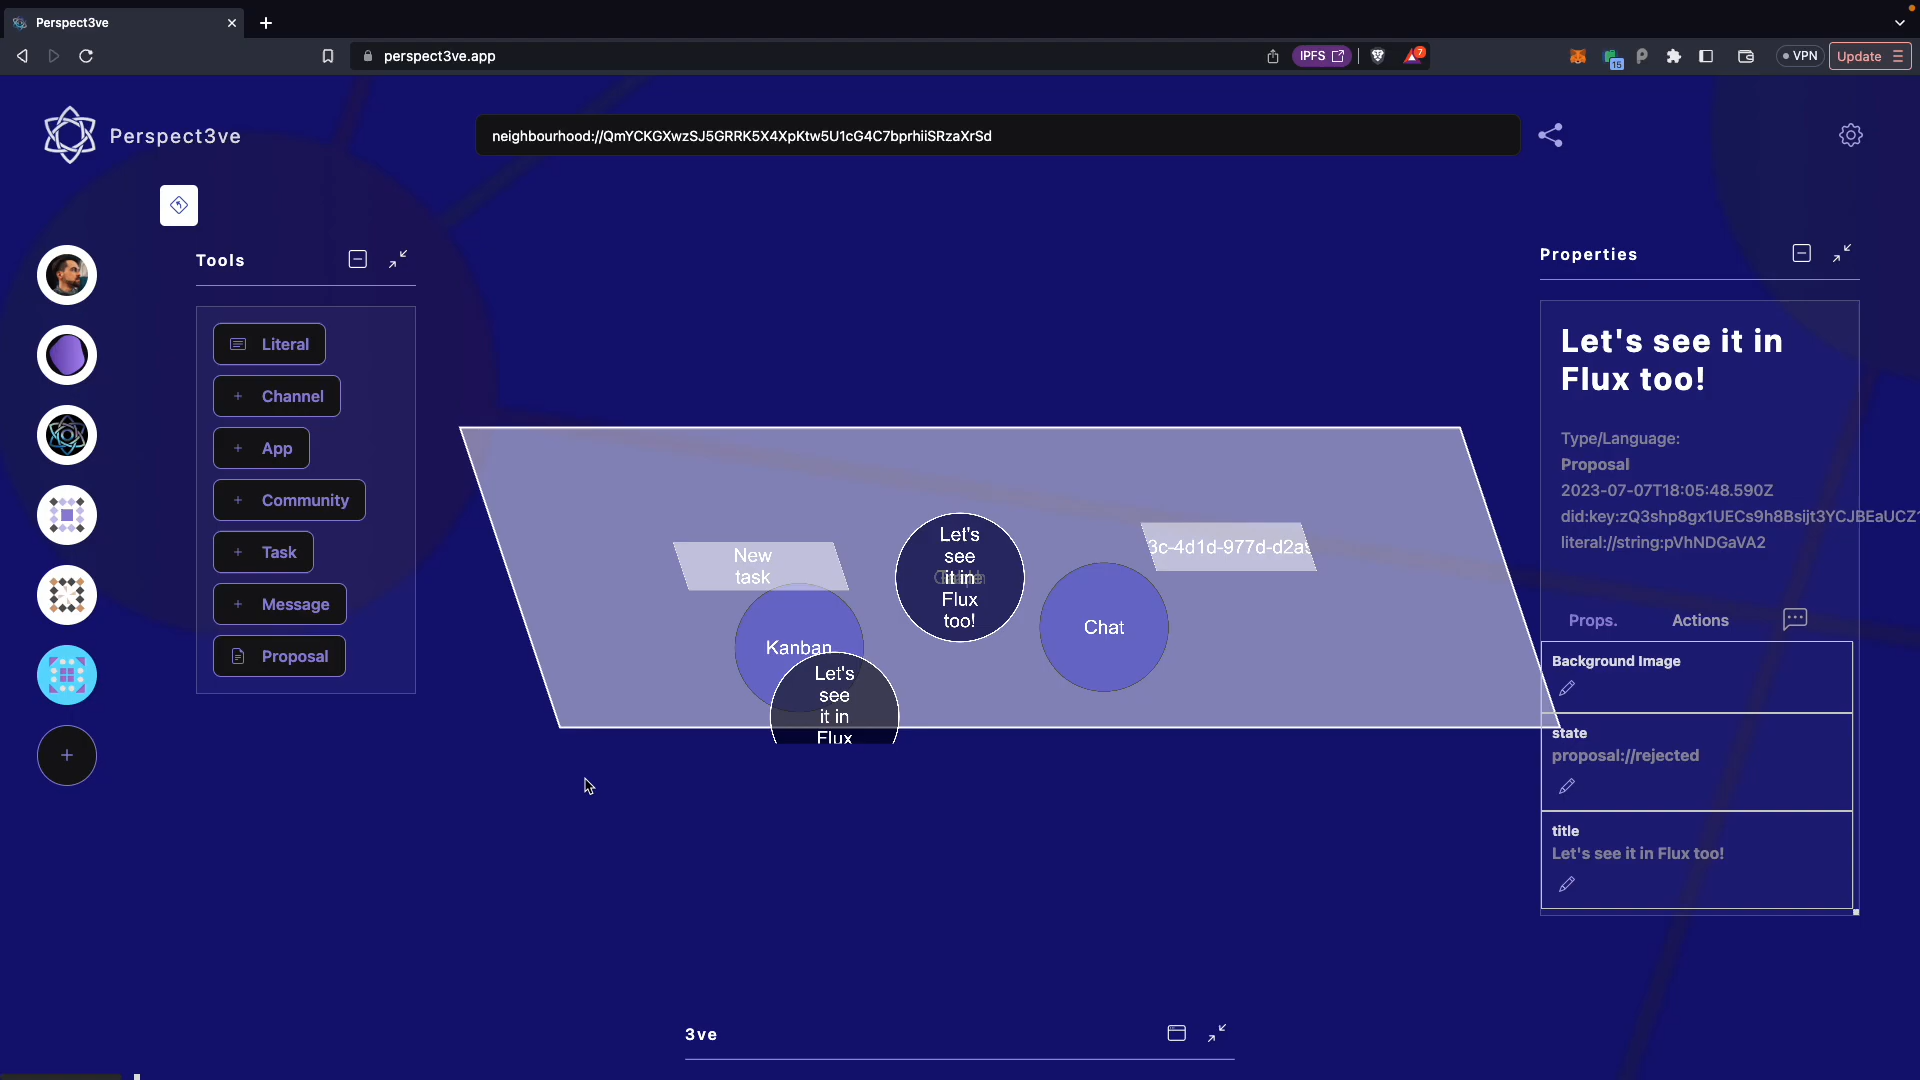 Perspect3ve
perspect3ve.app
IPFS
7
15
VPN
Update
Perspect3ve
neighbourhood://QmYCKGXwzSJ5GRRK5X4XpKtw5U1cG4C7bprhiiSRzaXrSd
Tools
Literal
Channel
App
Community
Task
Message
Proposal
New
task
Let's
see
it in
Flux
too!
3c-4d1d-977d-d2a
Kanban
Chat
Let's
see
it in
Flux
Properties
Let's see it in
Flux too!
Type/Language:
Proposal
2023-07-07T18:05:48.590Z
did:key:zQ3shp8gx1UECs9h8Bsijt3YCJBEaUCZ1
literal://string:pVhNDGaVA2
Props.
Actions
Background Image
state
proposal://rejected
title
Let's see it in Flux too!
3ve